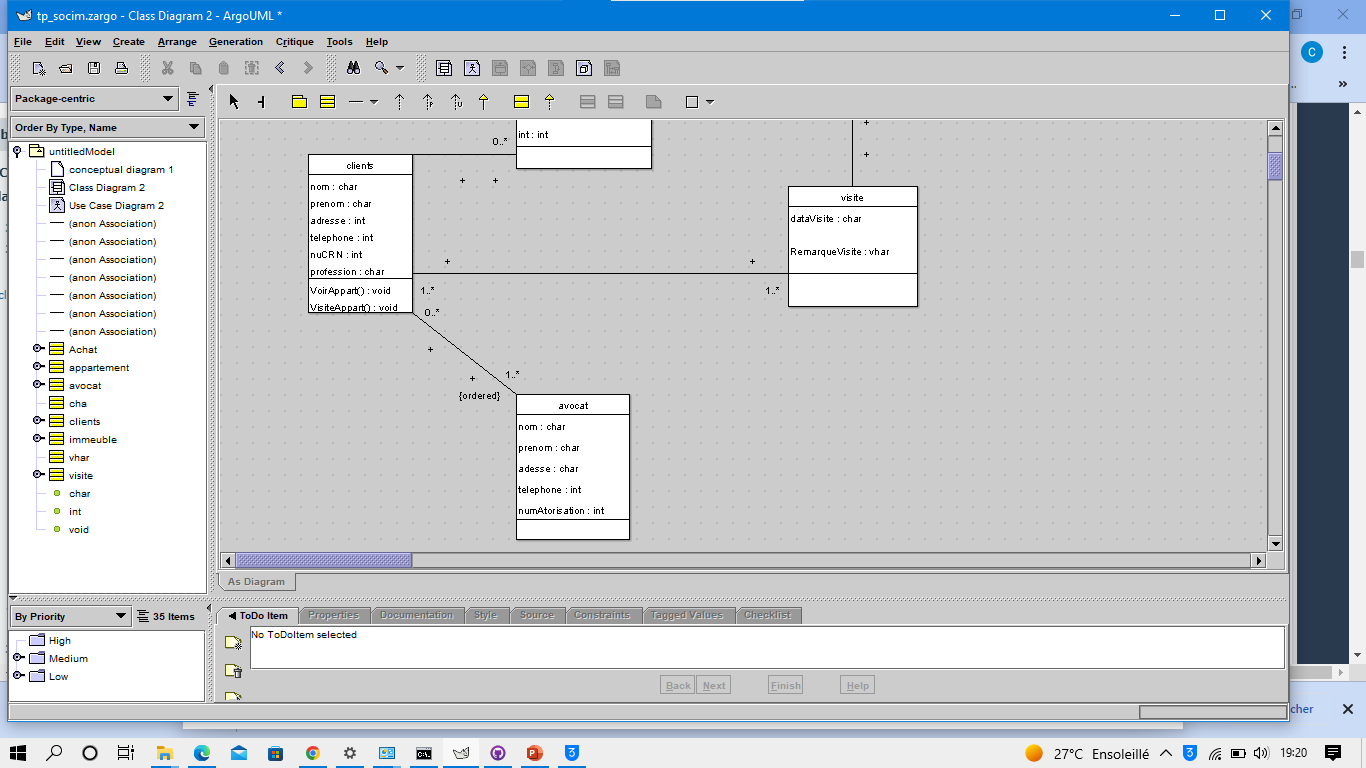 tp_socim.zargo - Class Diagram 2 - ArgoUML *
C
File Edit View Create Arrange Generation Critique Tools Help
Package-centric
Order By Type, Name
untitledModel
conceptual diagram 1
Class Diagram 2
Use Case Diagram 2
(anon Association)
(anon Association)
(anon Association)
(anon Association)
(anon Association)
(anon Association)
(anon Association)
Achat
appartement
avocat
cha
clients
immeuble
vhar
visite
char
int
void
int : int
0..*
+
+
clients
nom : char
prenom : char
adresse : int
telephone : int
nuCRN : int
profession : char
VoirAppart() : void
VisiteAppart() : void
+ +
visite
dataVisite : char
RemarqueVisite : vhar
+ +
1..* 1..*
0..*
+
1..*
+
{ordered}
avocat
nom : char
prenom : char
adesse : char
telephone : int
numAtorisation : int
As Diagram
By Priority
35 Items
High
Medium
Low
ToDo Item Properties Documentation Style Source Constraints Tagged Values Checklist
No ToDoItem selected
Back Next Finish Help
cher
27°C Ensoleillé
19:20